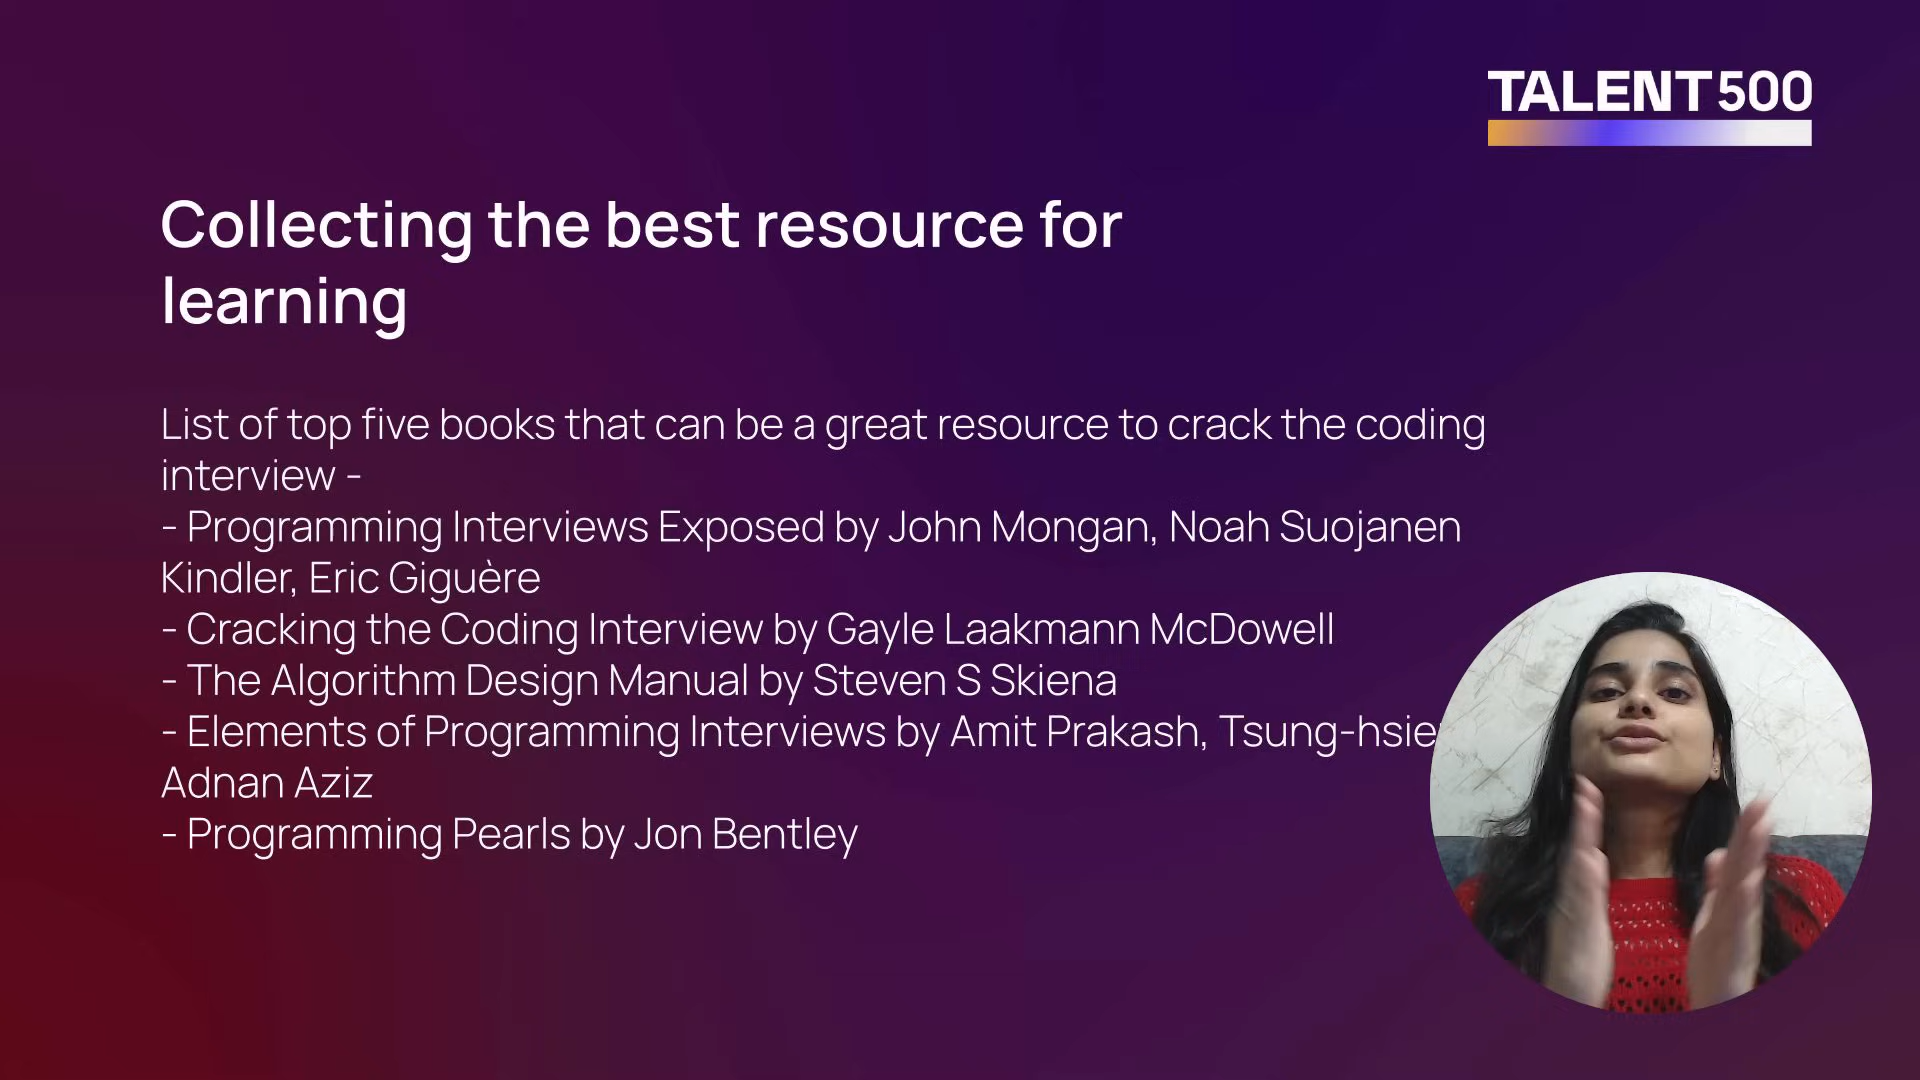 TALENT500
Collecting the best resource for
learning
List of top five books that can be a great resource to crack the coding
interview -
- Programming Interviews Exposed by John Mongan, Noah Suojanen
Kindler, Eric Giguère
- Cracking the Coding Interview by Gayle Laakmann McDowell
- The Algorithm Design Manual by Steven S Skiena
- Elements of Programming Interviews by Amit Prakash,
Adnan Aziz
- Programming Pearls by Jon Bentley